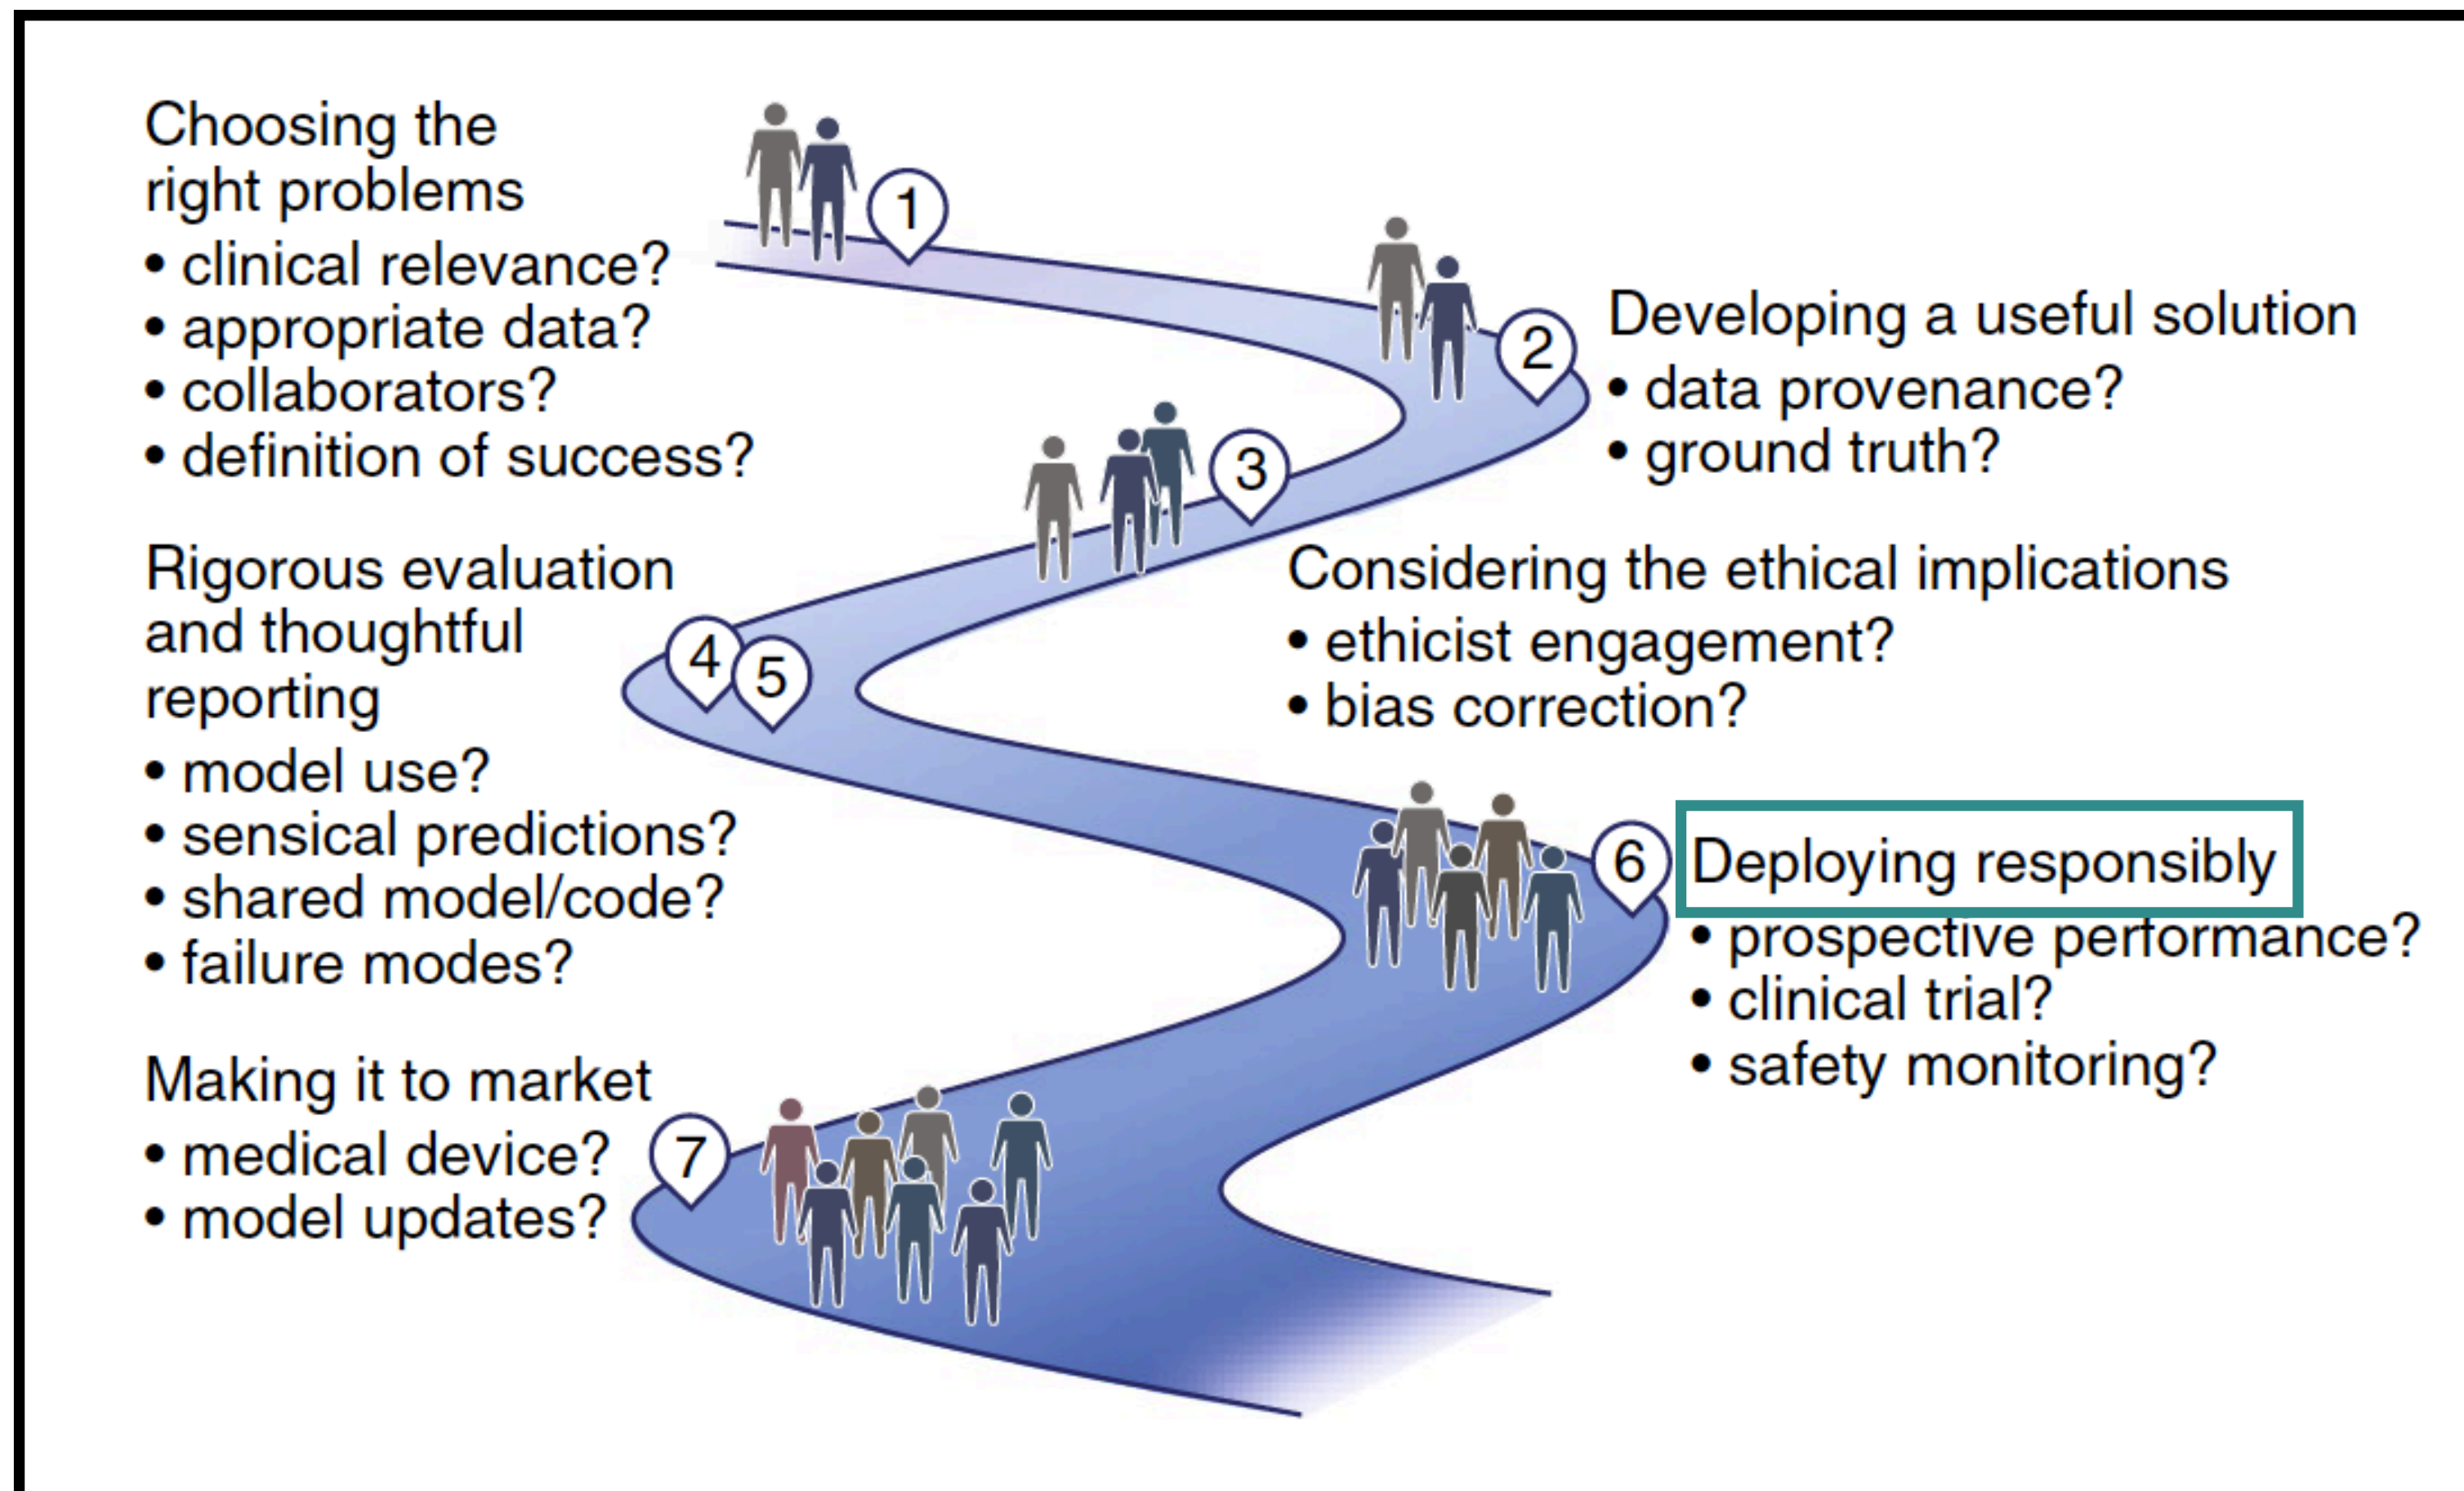 Choosing the
right problems
• clinical relevance?
• appropriate data?
• collaborators?
• definition of success?
1
2
Developing a useful solution
• data provenance?
• ground truth?
3
Considering the ethical implications
• ethicist engagement?
• bias correction?
Rigorous evaluation
and thoughtful
reporting
• model use?
• sensical predictions?
• shared model/code?
• failure modes?
4
5
6
Deploying responsibly
• prospective performance?
• clinical trial?
• safety monitoring?
Making it to market
• medical device?
• model updates?
7